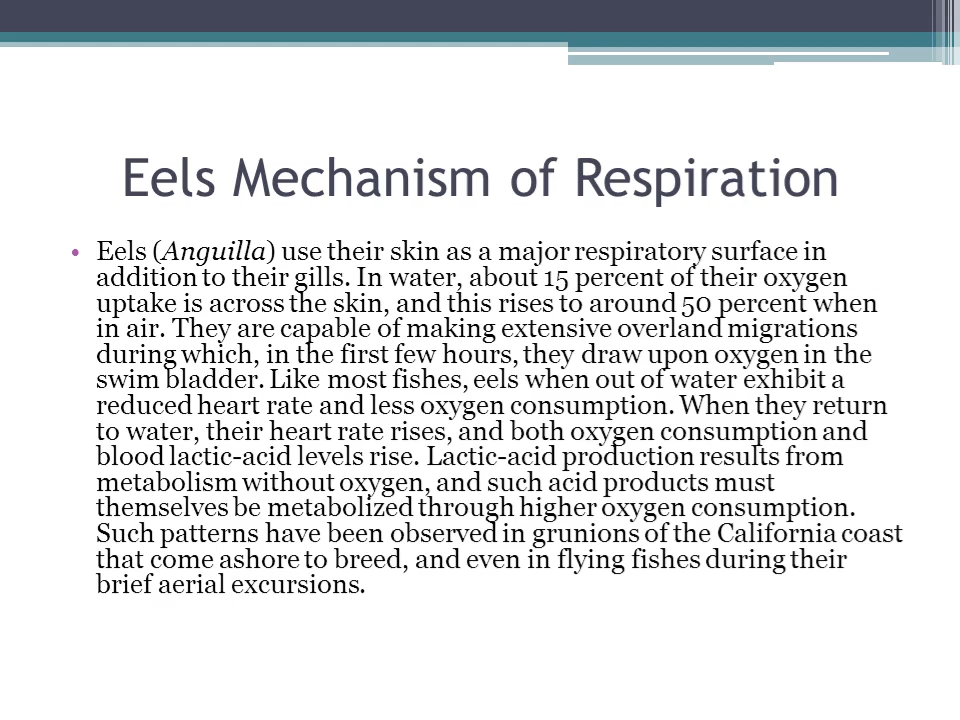 Eels Mechanism of Respiration
• Eels (Anguilla) use their skin as a major respiratory surface in
addition to their gills. In water, about 15 percent of their oxygen
uptake is across the skin, and this rises to around 50 percent when
in air. They are capable of making extensive overland migrations
during which, in the first few hours, they draw upon oxygen in the
swim bladder. Like most fishes, eels when out of water exhibit a
reduced heart rate and less oxygen consumption. When they return
to water, their heart rate rises, and both oxygen consumption and
blood lactic-acid levels rise. Lactic-acid production results from
metabolism without oxygen, and such acid products must
themselves be metabolized through higher oxygen consumption.
Such patterns have been observed in grunions of the California coast
that come ashore to breed, and even in flying fishes during their
brief aerial excursions.